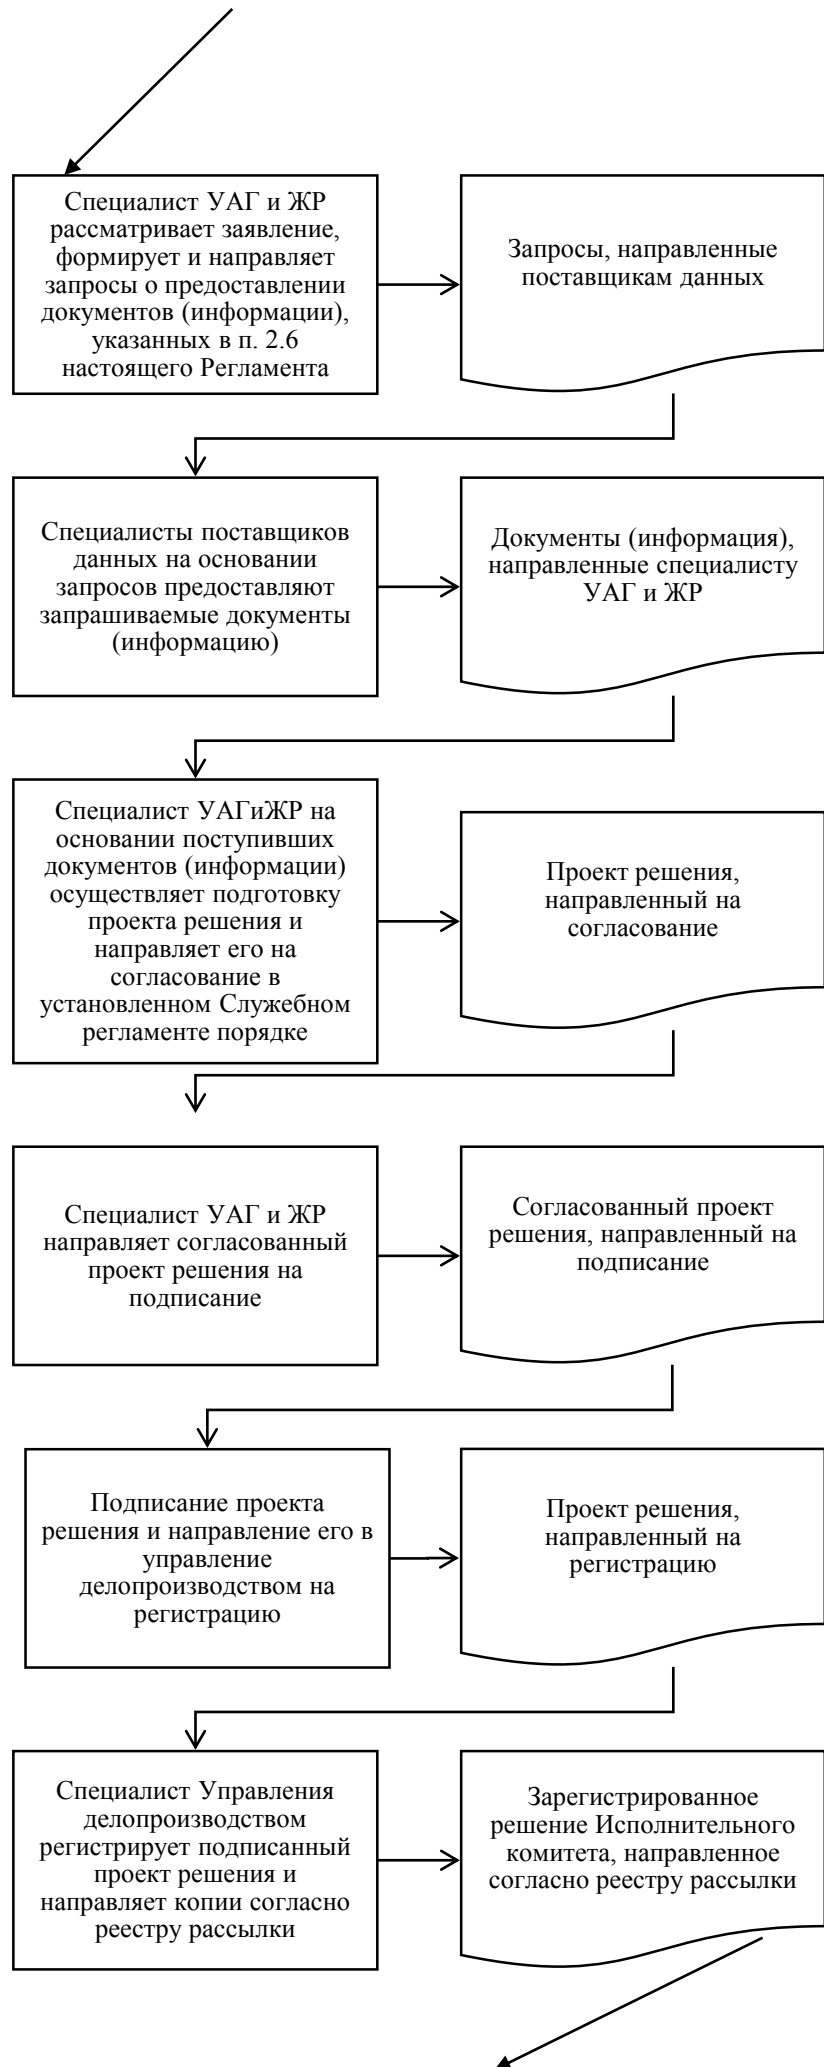 Специалист УАГ и ЖР
рассматривает заявление,
формирует и направляет
запросы о предоставлении
документов (информации),
указанных в п. 2.6
настоящего Регламента
Запросы, направленные
поставщикам данных
Специалисты поставщиков
данных на основании
запросов предоставляют
запрашиваемые документы
(информацию)
Документы (информация),
направленные специалисту
УАГ и ЖР
Специалист УАГиЖР на
основании поступивших
документов (информации)
осуществляет подготовку
проекта решения и
направляет его на
согласование в
установленном Служебном
регламенте порядке
Проект решения,
направленный на
согласование
Специалист УАГ и ЖР
направляет согласованный
проект решения на
подписание
Согласованный проект
решения, направленный на
подписание
Подписание проекта
решения и направление его в
управление
делопроизводством на
регистрацию
Проект решения,
направленный на
регистрацию
Специалист Управления
делопроизводством
регистрирует подписанный
проект решения и
направляет копии согласно
реестру рассылки
Зарегистрированное
решение Исполнительного
комитета, направленное
согласно реестру рассылки